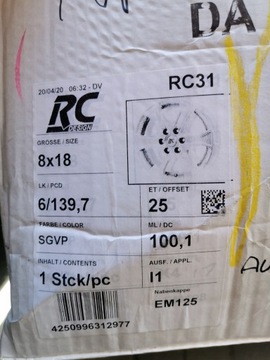 DA
20/04/20 06:32 - DV
RC
DESIGN
RC31
GRÖSSE / SIZE
8x18
LK / PCD
6/139,7
ET / OFFSET
25
FARBE / COLOR
SGVP
ML / DC
100,1
INHALT / CONTENTS
1 Stck/pc
AUSF. / APPL.
I1
Nabenkappe
EM125
4250996312977